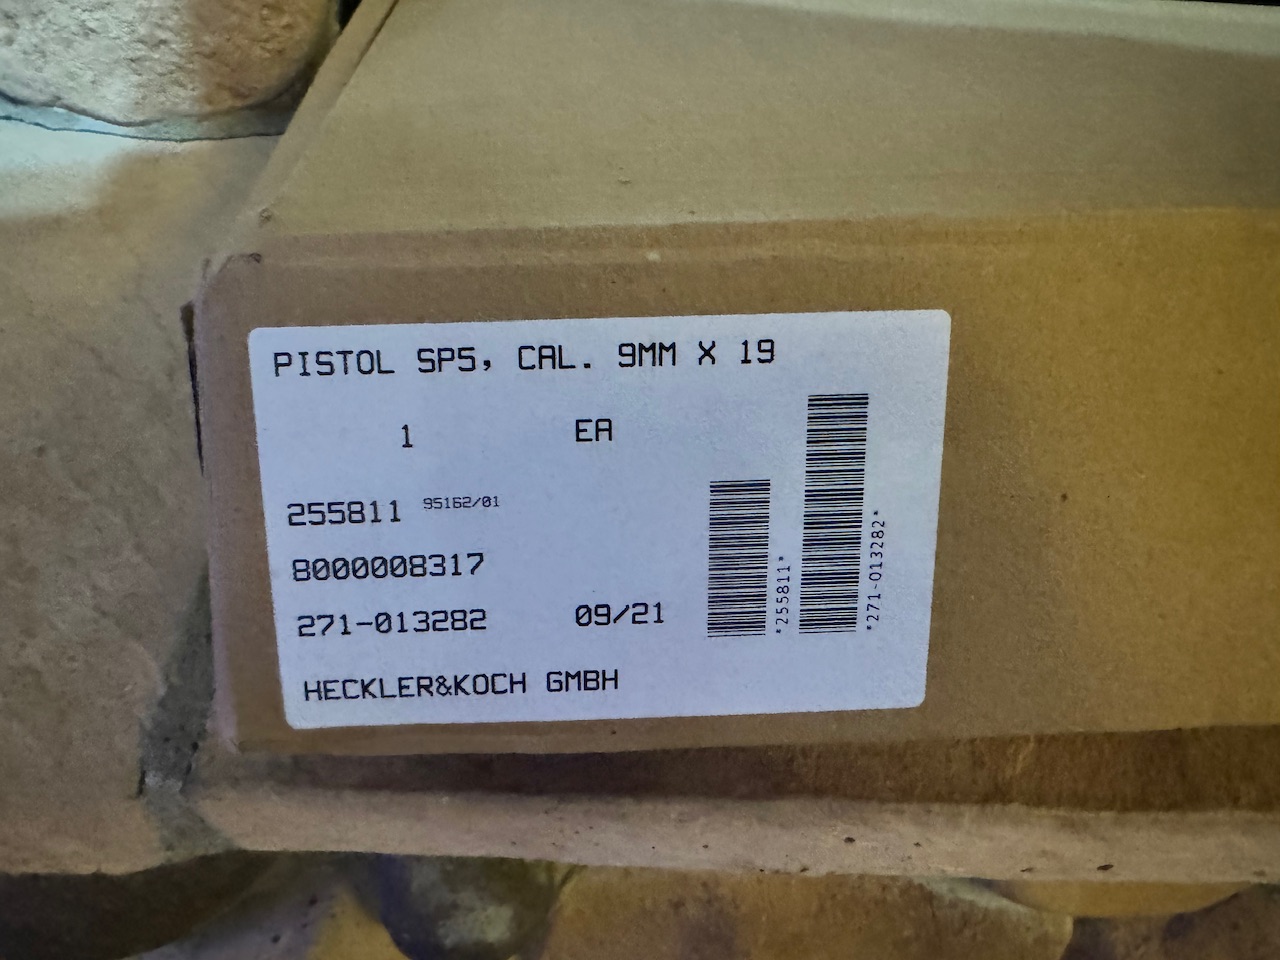 PISTOL SP5, CAL. 9MM X 19
1 EA
255811 95162/01
8000008317
271-013282 09/21
HECKLER&KOCH GMBH
*255811*
*271-013282*